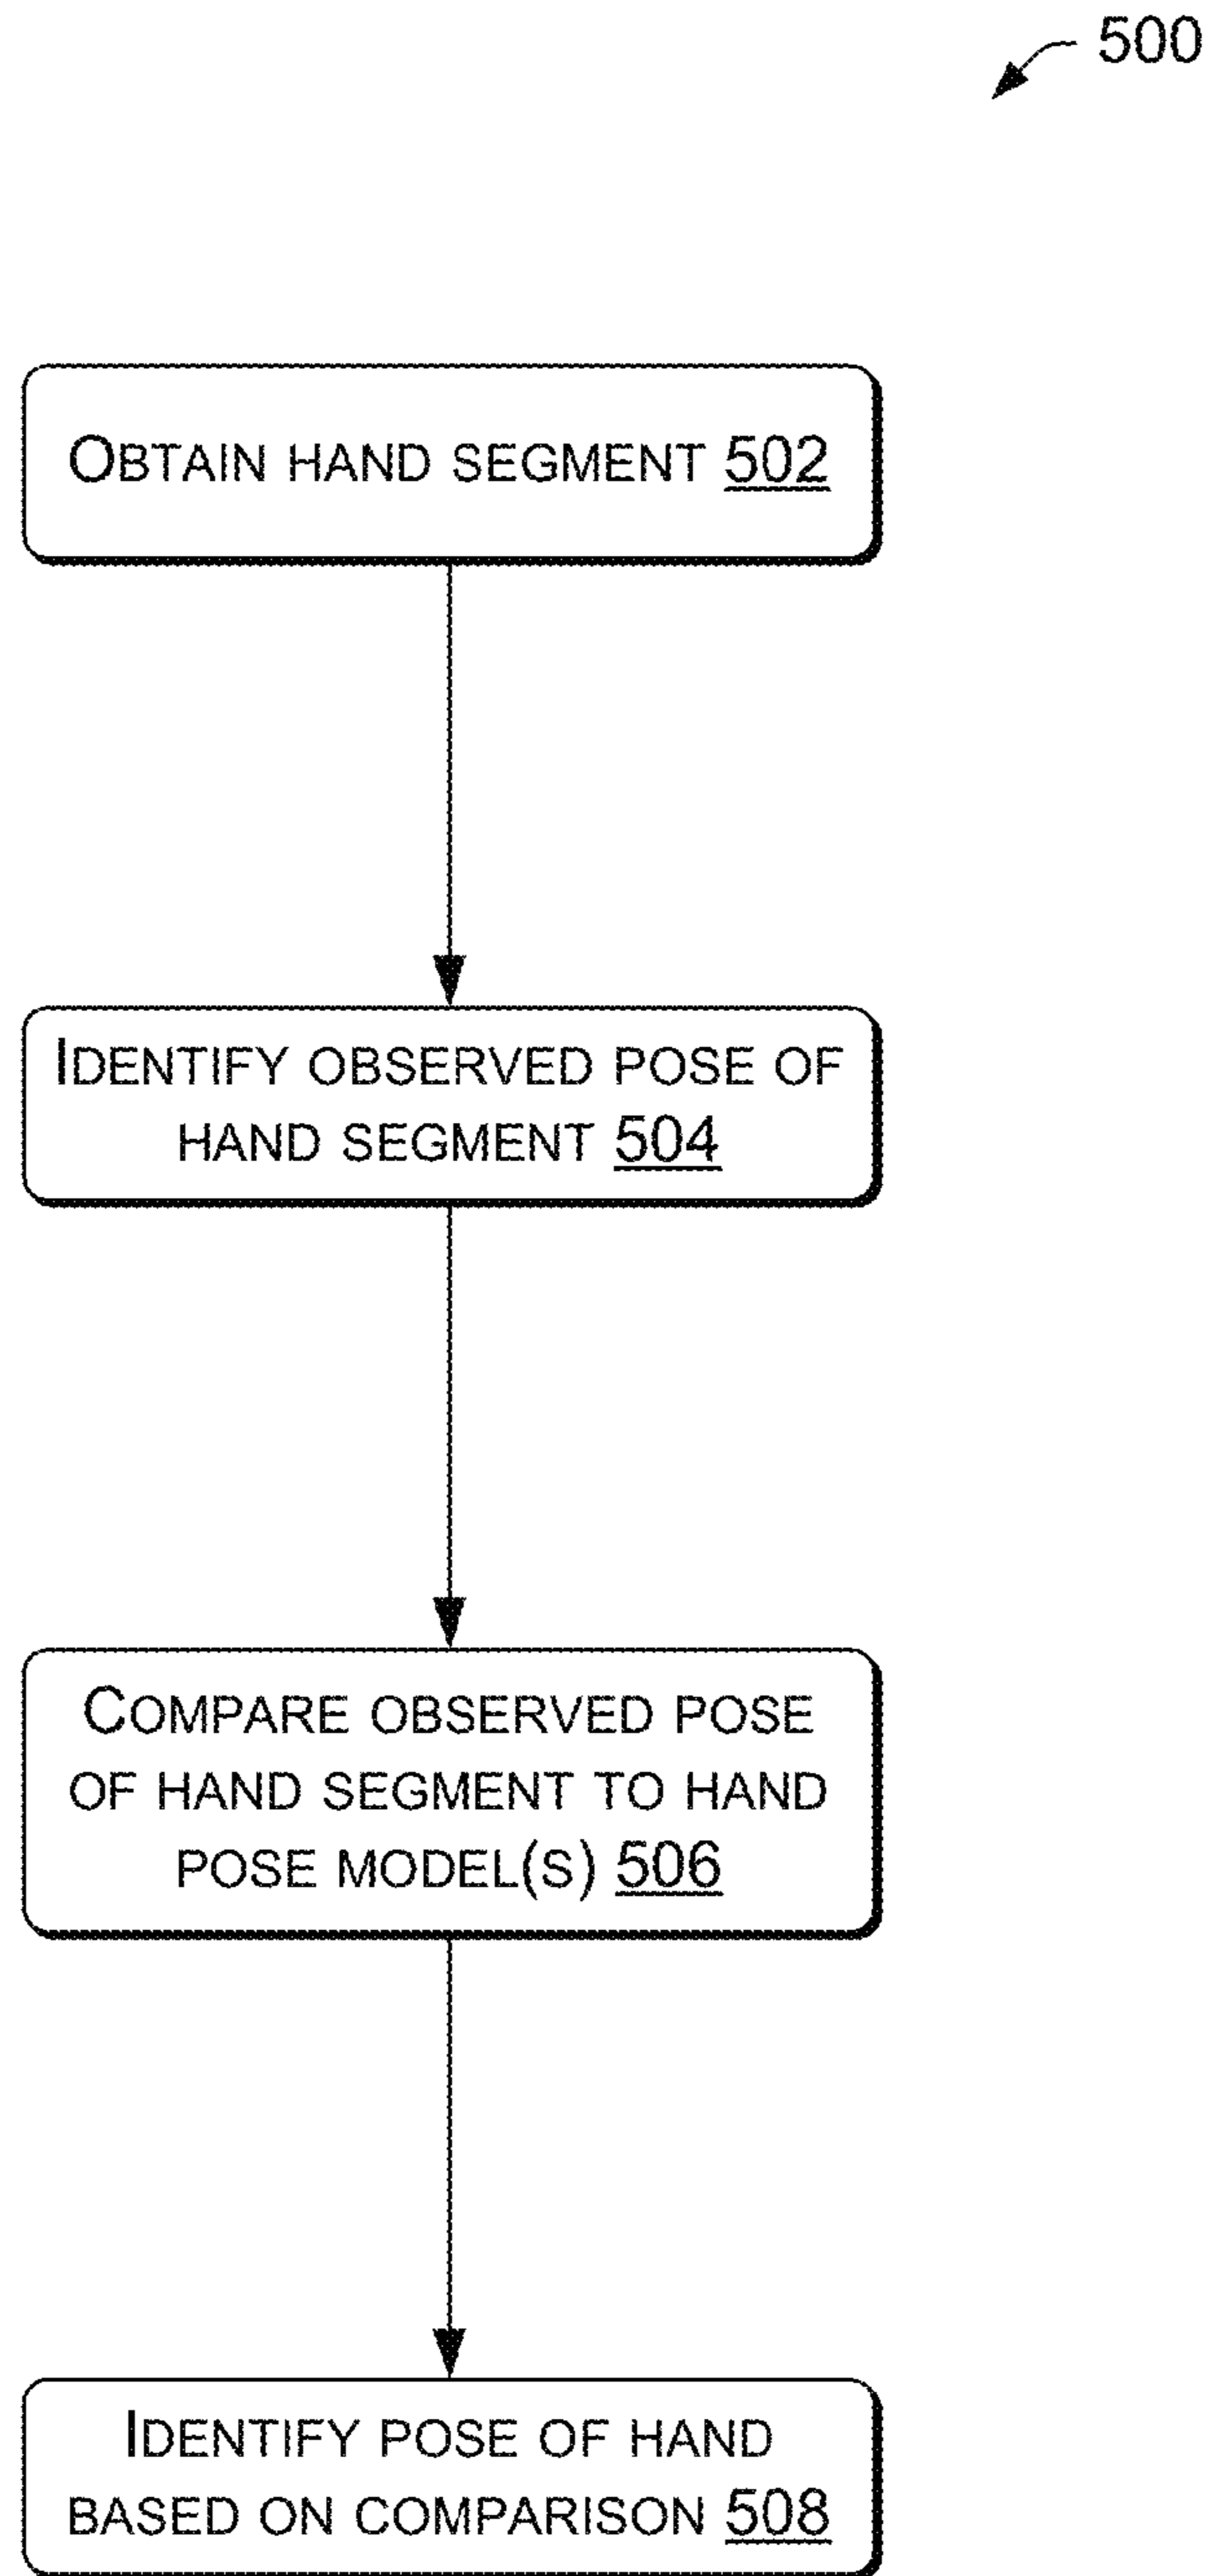 500
OBTAIN HAND SEGMENT 502
IDENTIFY OBSERVED POSE OF
HAND SEGMENT 504
COMPARE OBSERVED POSE
OF HAND SEGMENT TO HAND
POSE MODEL(S) 506
IDENTIFY POSE OF HAND
BASED ON COMPARISON 508